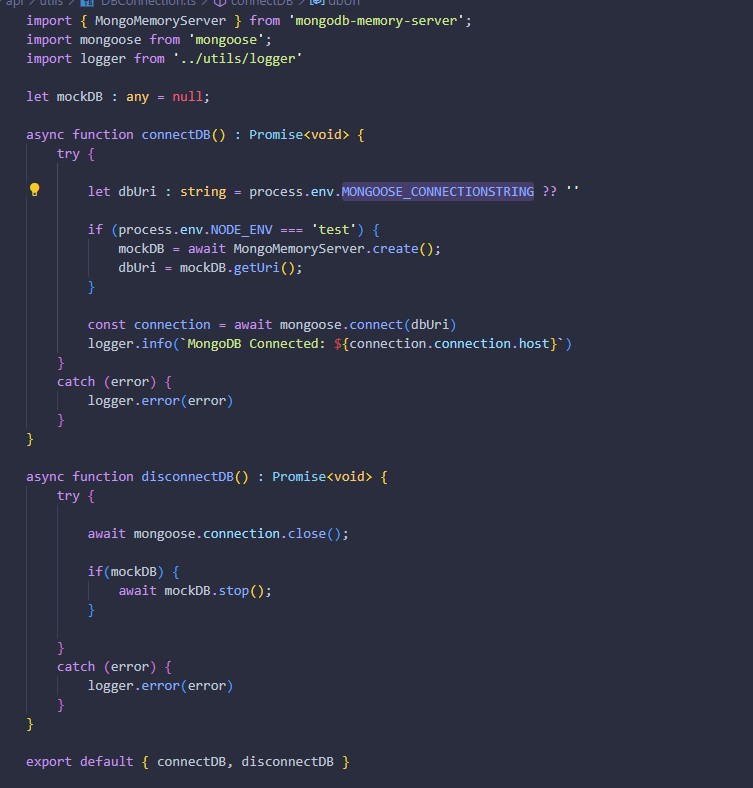 api > utils > DBConnection.ts > connectDB > dbUri
import { MongoMemoryServer } from 'mongodb-memory-server';
import mongoose from 'mongoose';
import logger from '../utils/logger'
let mockDB : any = null;
async function connectDB() : Promise<void> {
try {
let dbUri : string = process.env.MONGOOSE_CONNECTIONSTRING ?? ''
if (process.env.NODE_ENV === 'test') {
mockDB = await MongoMemoryServer.create();
dbUri = mockDB.getUri();
}
const connection = await mongoose.connect(dbUri)
logger.info(`MongoDB Connected: ${connection.connection.host}`)
}
catch (error) {
logger.error(error)
}
}
async function disconnectDB() : Promise<void> {
try {
await mongoose.connection.close();
if(mockDB) {
await mockDB.stop();
}
}
catch (error) {
logger.error(error)
}
}
export default { connectDB, disconnectDB }